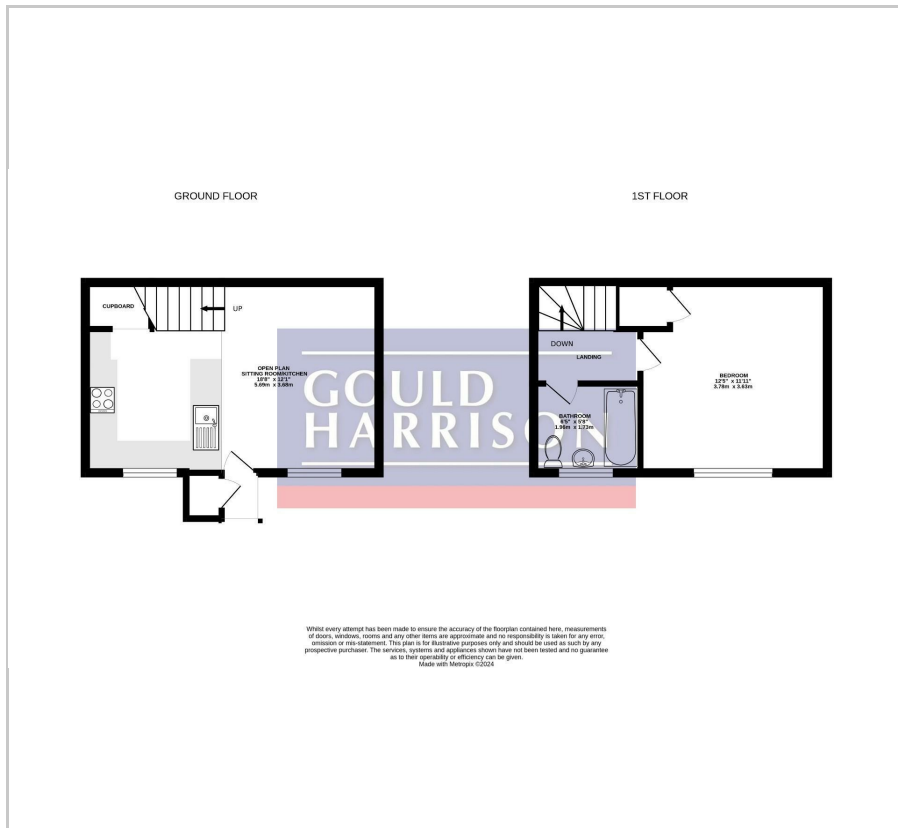 GROUND FLOOR
1ST FLOOR
CUPBOARD
UP
OPEN PLAN
SITTING ROOM/KITCHEN
18'8" x 12'1"
5.69m x 3.68m
DOWN
LANDING
BEDROOM
12'5" x 11'11"
3.78m x 3.63m
BATHROOM
6'5" x 5'8"
1.96m x 1.73m
GOULD
HARRISON
Whilst every attempt has been made to ensure the accuracy of the floorplan contained here, measurements
of doors, windows, rooms and any other items are approximate and no responsibility is taken for any error,
omission or mis-statement. This plan is for illustrative purposes only and should be used as such by any
prospective purchaser. The services, systems and appliances shown have not been tested and no guarantee
as to their operability or efficiency can be given.
Made with Metropix ©2024